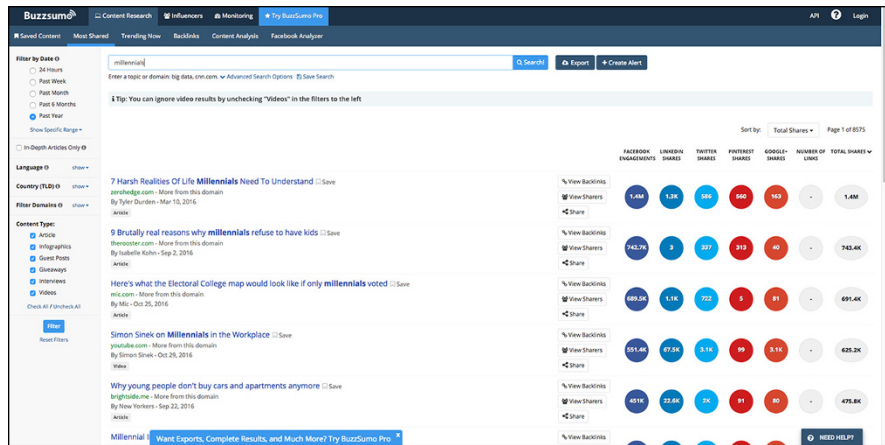 Buzzsumo Content Research Influencers Monitoring Try BuzzSumo Pro API Login
Saved Content Most Shared Trending Now Backlinks Content Analysis Facebook Analyzer
Filter by Date
24 Hours
Past Week
Past Month
Past 6 Months
Past Year
Show Specific Range
In-Depth Articles Only
Language show
Country (TLD) show
Filter Domains show
Content Type:
Article
Infographics
Guest Posts
Giveaways
Interviews
Videos
Check All / Uncheck All
Filter
Reset Filters
millennials Search! Export + Create Alert
Enter a topic or domain: big data, cnn.com. Advanced Search Options Save Search
Tip: You can ignore video results by unchecking "Videos" in the filters to the left
Sort by: Total Shares Page 1 of 8575
FACEBOOK ENGAGEMENTS LINKEDIN SHARES TWITTER SHARES PINTEREST SHARES GOOGLE+ SHARES NUMBER OF LINKS TOTAL SHARES
7 Harsh Realities Of Life Millennials Need To Understand Save
zerohedge.com - More from this domain
By Tyler Durden - Mar 10, 2016
Article
View Backlinks
View Sharers
Share
1.4M 1.3K 586 560 163 - 1.4M
9 Brutally real reasons why millennials refuse to have kids Save
therooster.com - More from this domain
By Isabelle Kohn - Sep 2, 2016
Article
View Backlinks
View Sharers
Share
742.7K 3 337 313 40 - 743.4K
Here's what the Electoral College map would look like if only millennials voted Save
mic.com - More from this domain
By Mic - Oct 25, 2016
Article
View Backlinks
View Sharers
Share
689.5K 1.1K 722 5 81 - 691.4K
Simon Sinek on Millennials in the Workplace Save
youtube.com - More from this domain
By Simon Sinek - Oct 29, 2016
Video
View Backlinks
View Sharers
Share
551.4K 67.5K 3.1K 99 3.1K - 625.2K
Why young people don't buy cars and apartments anymore Save
brightside.me - More from this domain
By New Yorkers - Sep 22, 2016
Article
View Backlinks
View Sharers
Share
451K 22.6K 2K 91 80 - 475.8K
Millennial
View Backlinks
Want Exports, Complete Results, and Much More? Try BuzzSumo Pro x
NEED HELP?